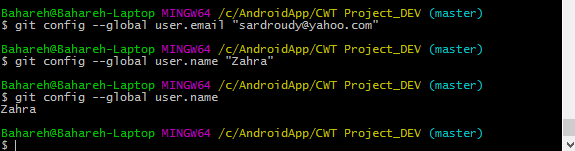 Bahareh@Bahareh-Laptop MINGW64 /c/AndroidApp/CWT Project_DEV (master)
$ git config --global user.email "sardroudy@yahoo.com"
Bahareh@Bahareh-Laptop MINGW64 /c/AndroidApp/CWT Project_DEV (master)
$ git config --global user.name "Zahra"
Bahareh@Bahareh-Laptop MINGW64 /c/AndroidApp/CWT Project_DEV (master)
$ git config --global user.name
Zahra
Bahareh@Bahareh-Laptop MINGW64 /c/AndroidApp/CWT Project_DEV (master)
$